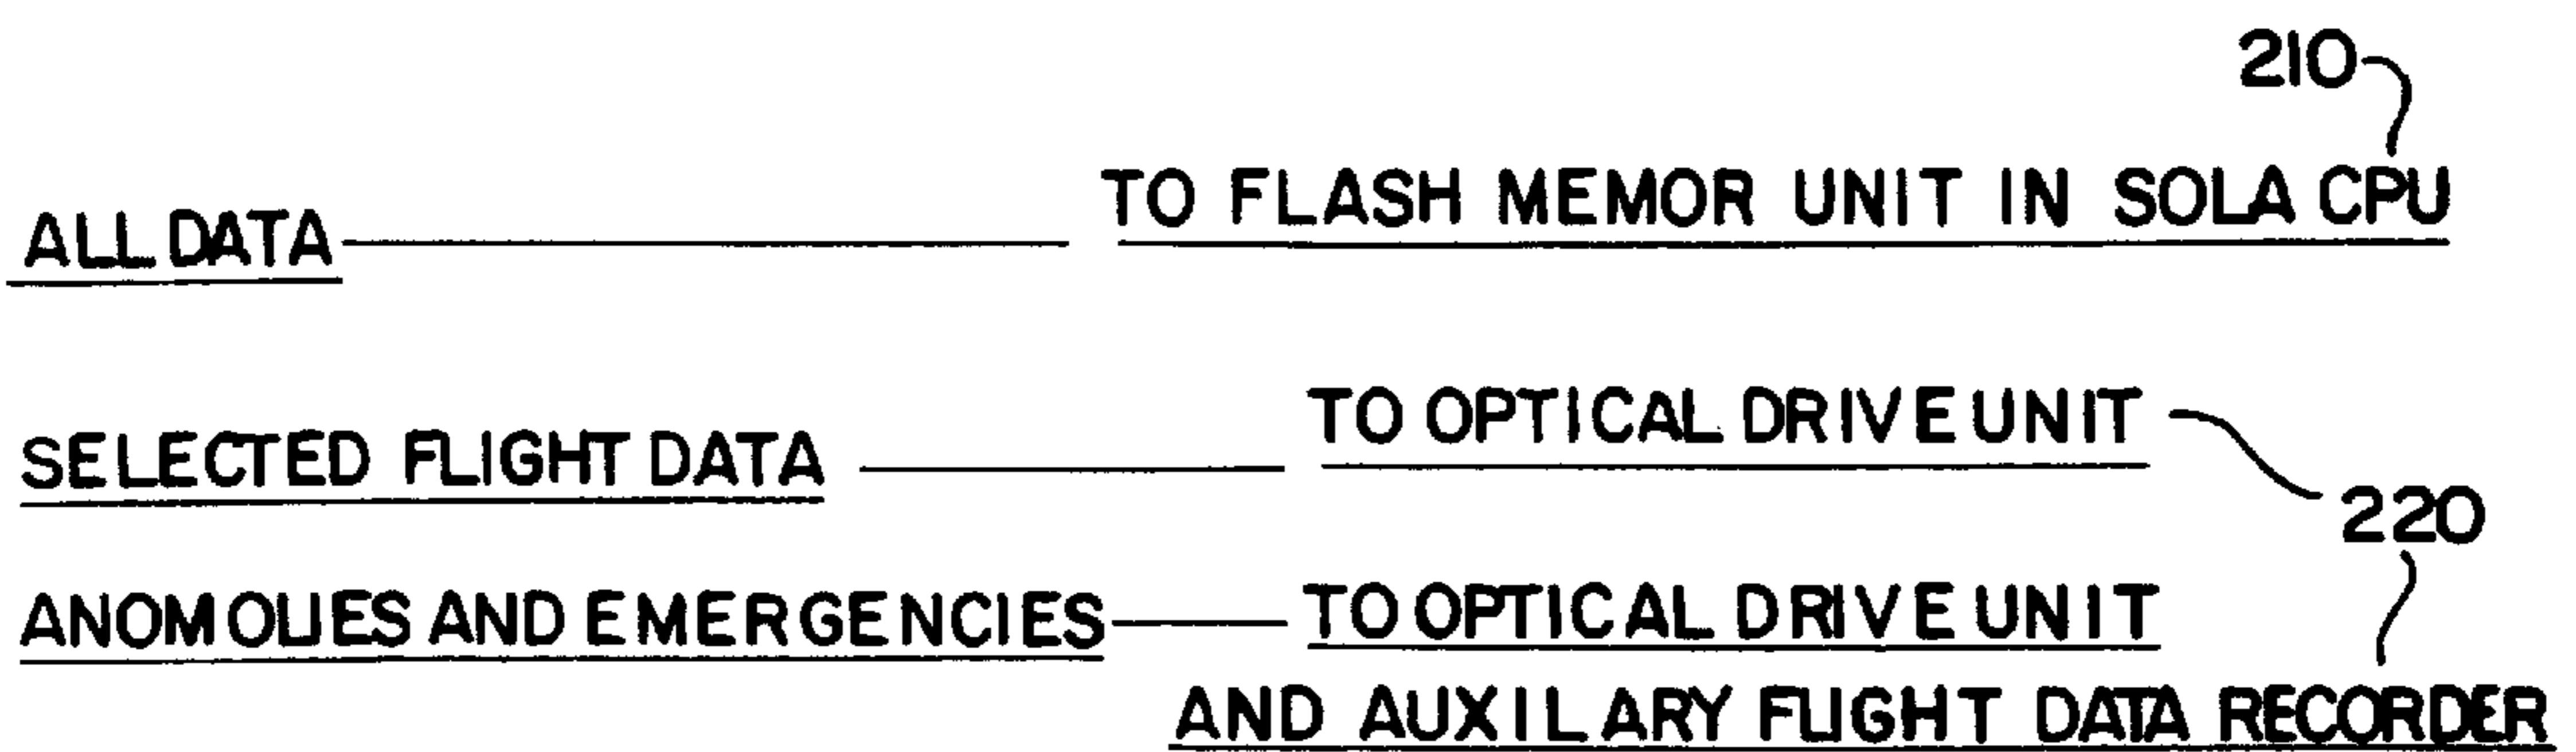 210
ALL DATA TO FLASH MEMOR UNIT IN SOLA CPU
SELECTED FLIGHT DATA TO OPTICAL DRIVE UNIT
220
ANOMOLIES AND EMERGENCIES TO OPTICAL DRIVE UNIT
AND AUXILARY FLIGHT DATA RECORDER